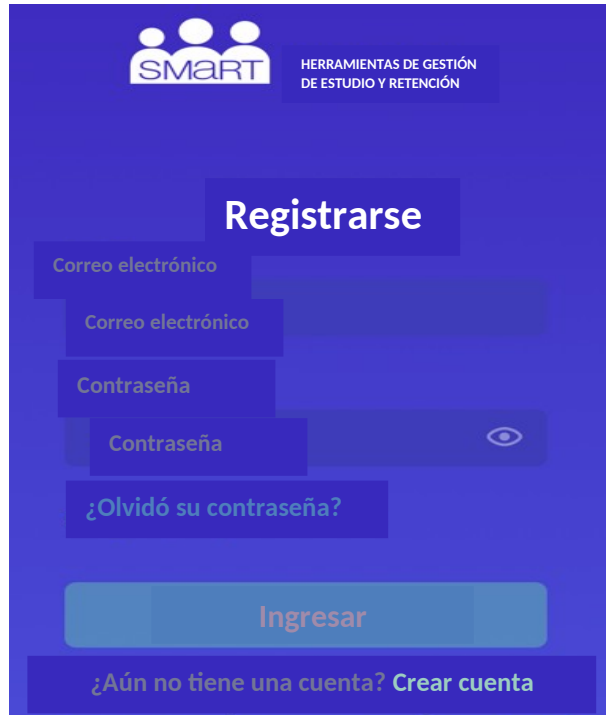 SMaRT
HERRAMIENTAS DE GESTIÓN
DE ESTUDIO Y RETENCIÓN
Registrarse
Correo electrónico
Correo electrónico
Contraseña
Contraseña
¿Olvidó su contraseña?
Ingresar
¿Aún no tiene una cuenta? Crear cuenta